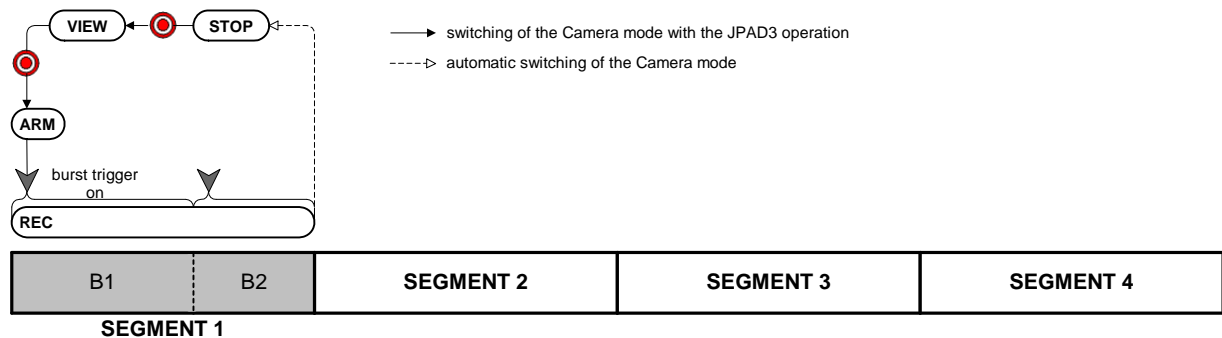 VIEW
STOP
switching of the Camera mode with the JPAD3 operation
automatic switching of the Camera mode
ARM
burst trigger
on
REC
B1
B2
SEGMENT 2
SEGMENT 3
SEGMENT 4
SEGMENT 1